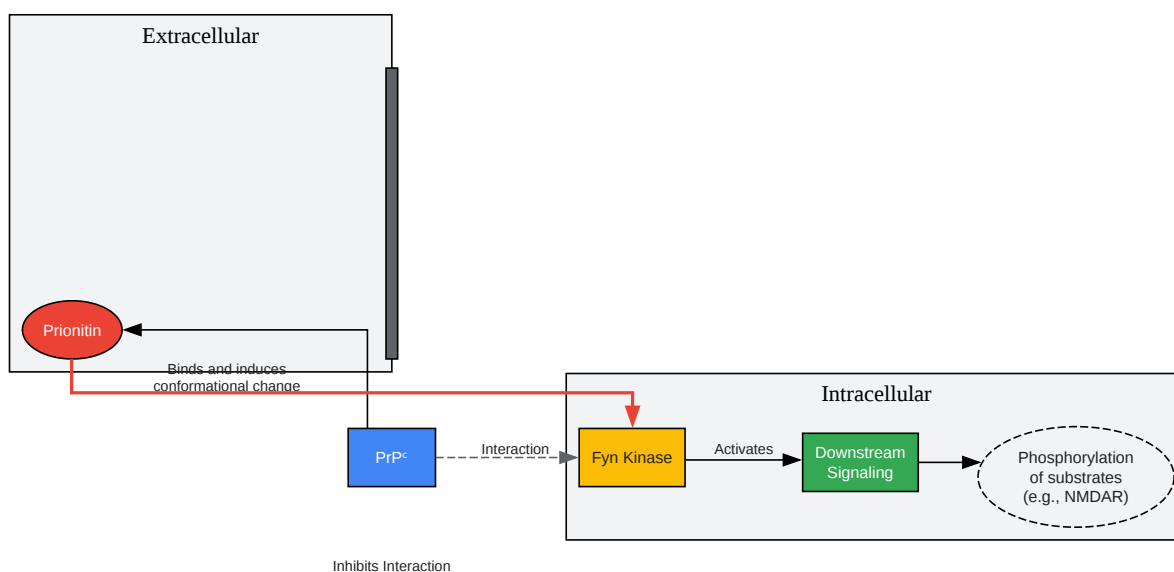 Extracellular
Prionitin
Binds and induces
conformational change
Intracellular
PrPᶜ
Interaction
Fyn Kinase
Activates
Downstream
Signaling
Phosphorylation
of substrates
(e.g., NMDAR)
Inhibits Interaction